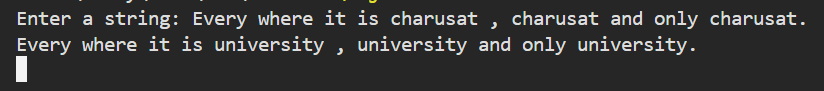 Enter a string: Every where it is charusat , charusat and only charusat.
Every where it is university , university and only university.